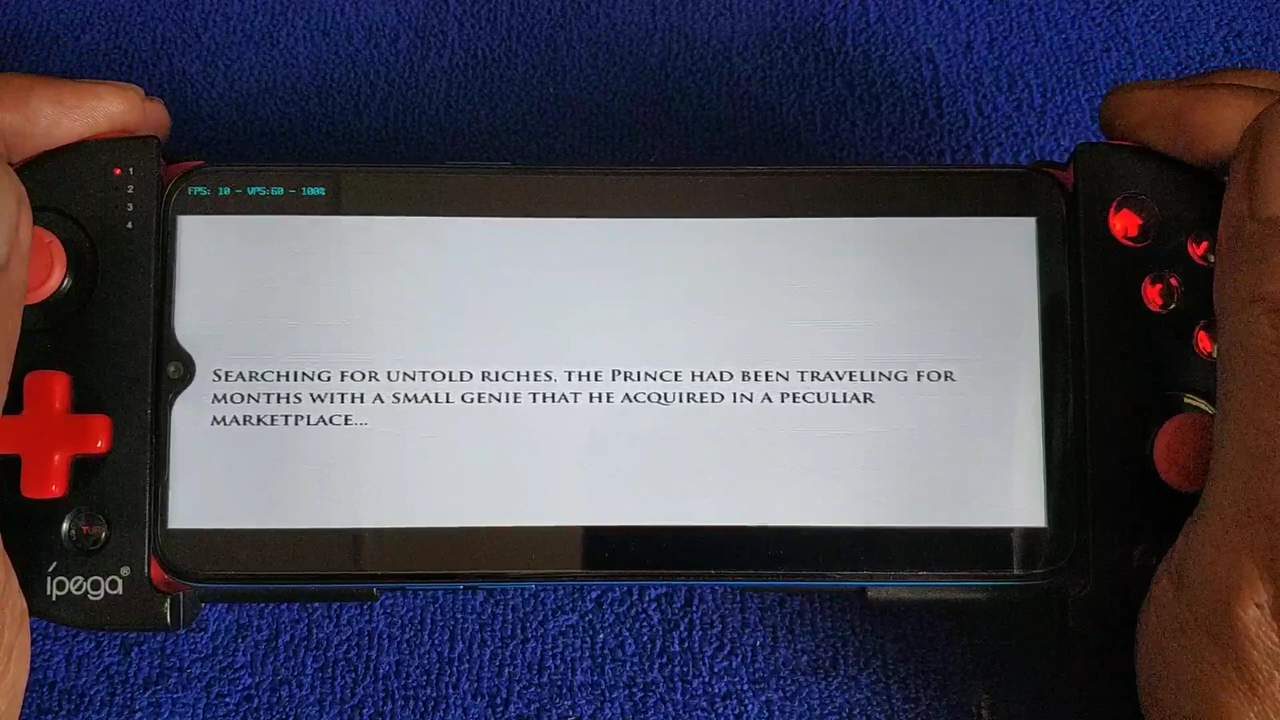 1
2
3
4
FPS: 10 - VPS:60 - 100%
SEARCHING FOR UNTOLD RICHES, THE PRINCE HAD BEEN TRAVELING FOR
MONTHS WITH A SMALL GENIE THAT HE ACQUIRED IN A PECULIAR
MARKETPLACE...
ípega®